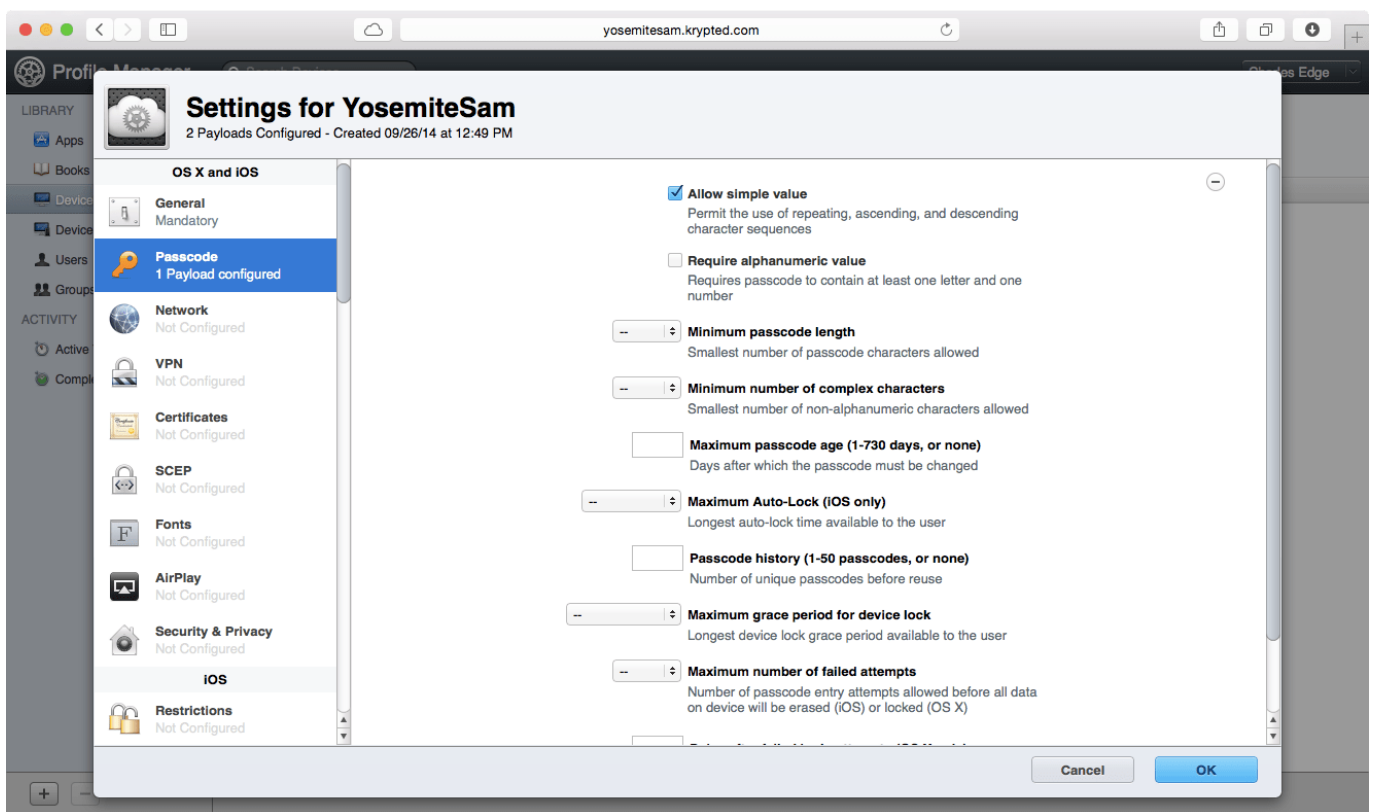 yosemitesam.krypted.com
Edge
LIBRARY
Apps
Books
Users
ACTIVITY
Active
Settings for YosemiteSam
2 Payloads Configured - Created 09/26/14 at 12:49 PM
OS X and iOS
General
Mandatory
Passcode
1 Payload configured
Network
Not Configured
VPN
Not Configured
Certificates
Not Configured
SCEP
Not Configured
Fonts
Not Configured
AirPlay
Not Configured
Security & Privacy
Not Configured
iOS
Restrictions
Not Configured
Allow simple value
Permit the use of repeating, ascending, and descending
character sequences
Require alphanumeric value
Requires passcode to contain at least one letter and one
number
-- Minimum passcode length
Smallest number of passcode characters allowed
-- Minimum number of complex characters
Smallest number of non-alphanumeric characters allowed
Maximum passcode age (1-730 days, or none)
Days after which the passcode must be changed
-- Maximum Auto-Lock (iOS only)
Longest auto-lock time available to the user
Passcode history (1-50 passcodes, or none)
Number of unique passcodes before reuse
-- Maximum grace period for device lock
Longest device lock grace period available to the user
-- Maximum number of failed attempts
Number of passcode entry attempts allowed before all data
on device will be erased (iOS) or locked (OS X)
Cancel
OK